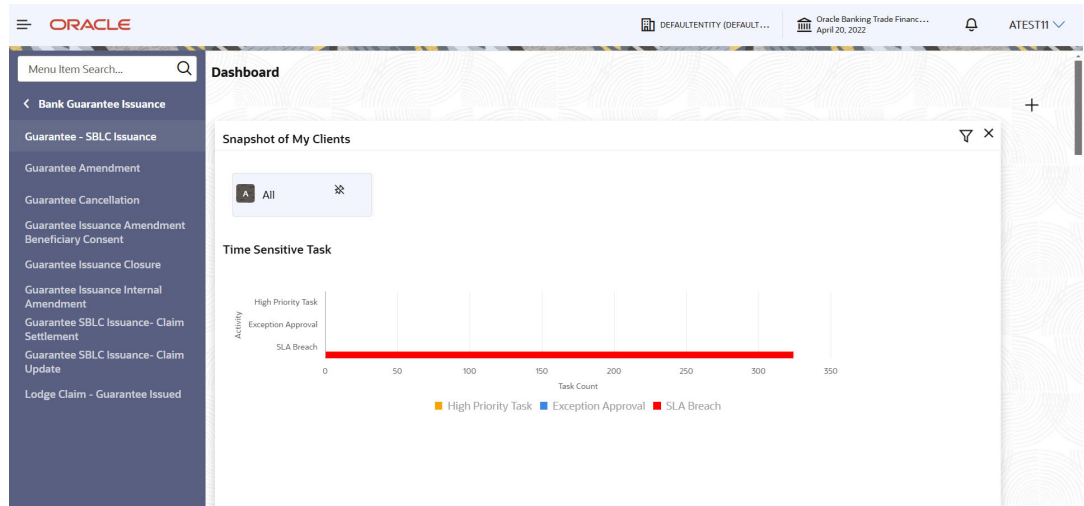 ORACLE
DEFAULTENTITY (DEFAULT...
Oracle Banking Trade Financ...
April 20, 2022
ATEST11
Menu Item Search...
Bank Guarantee Issuance
Guarantee - SBLC Issuance
Guarantee Amendment
Guarantee Cancellation
Guarantee Issuance Amendment
Beneficiary Consent
Guarantee Issuance Closure
Guarantee Issuance Internal
Amendment
Guarantee SBLC Issuance- Claim
Settlement
Guarantee SBLC Issuance- Claim
Update
Lodge Claim - Guarantee Issued
Dashboard
Snapshot of My Clients
A All
Time Sensitive Task
Activity
High Priority Task
Exception Approval
SLA Breach
0 50 100 150 200 250 300 350
Task Count
High Priority Task Exception Approval SLA Breach